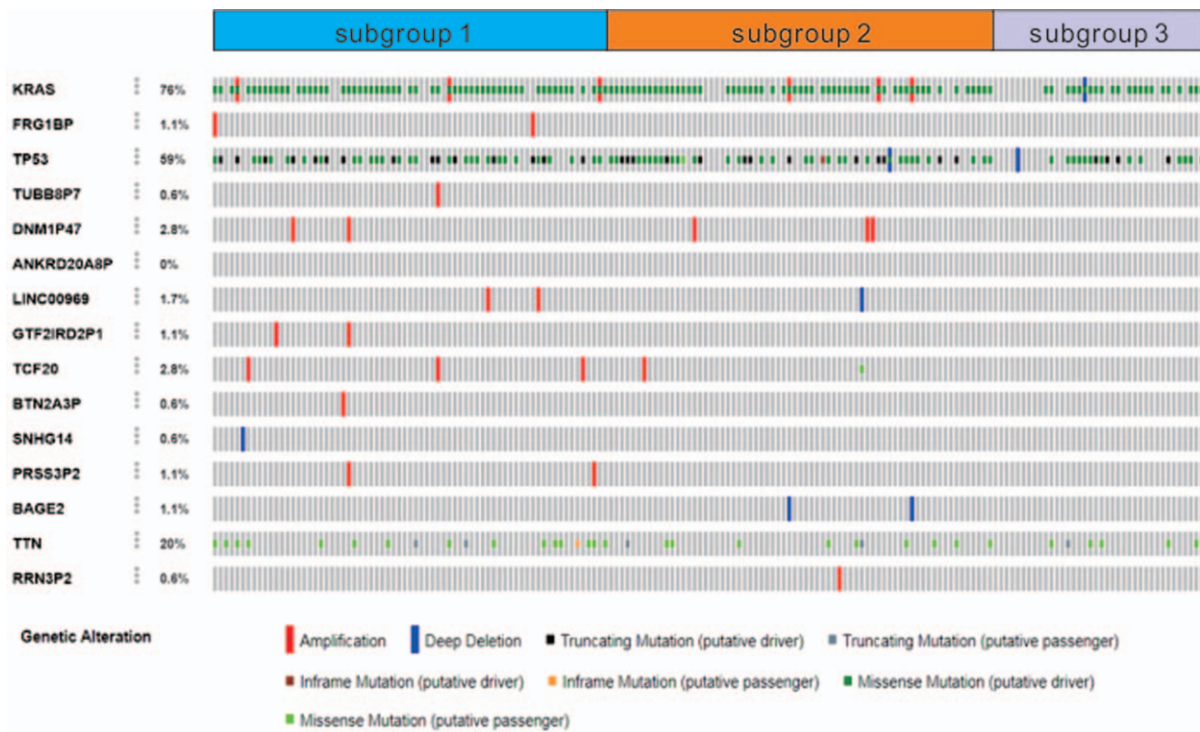 subgroup 1 subgroup 2 subgroup 3
KRAS 76%
FRG1BP 1.1%
TP53 59%
TUBB8P7 0.6%
DNM1P47 2.8%
ANKRD20A8P 0%
LINC00969 1.7%
GTF2IRD2P1 1.1%
TCF20 2.8%
BTN2A3P 0.6%
SNHG14 0.6%
PRSS3P2 1.1%
BAGE2 1.1%
TTN 20%
RRN3P2 0.6%
Genetic Alteration Amplification Deep Deletion Truncating Mutation (putative driver) Truncating Mutation (putative passenger)
Inframe Mutation (putative driver) Inframe Mutation (putative passenger) Missense Mutation (putative driver)
Missense Mutation (putative passenger)